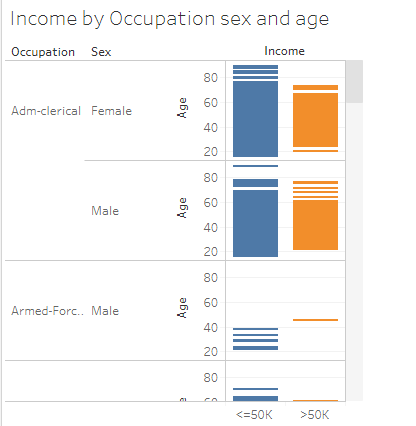 Income by Occupation sex and age
Occupation Sex Income
Adm-clerical Female Age 80 60 40 20
Male Age 80 60 40 20
Armed-Forc.. Male Age 80 60 40 20
80
<=50K >50K